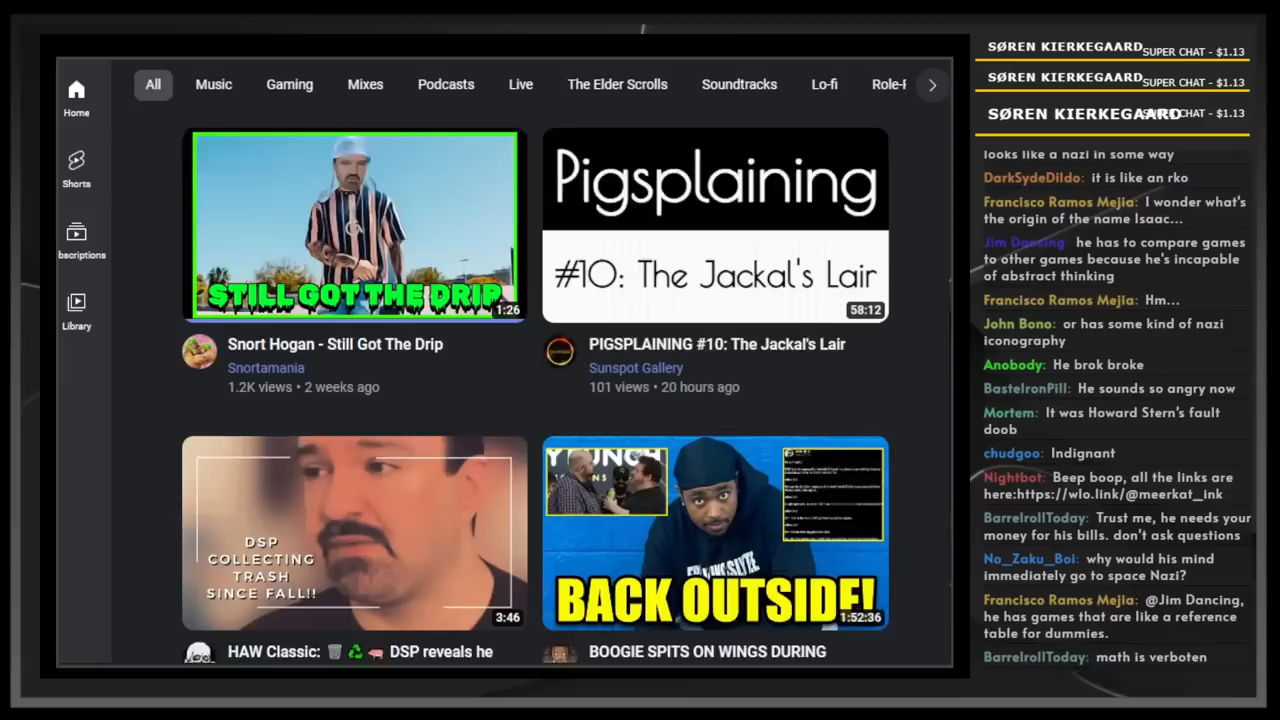 All
Music
Gaming
Mixes
Podcasts
Live
The Elder Scrolls
Soundtracks
Lo-fi
Home
Shorts
bscriptions
Library
STILL GOT THE DRIP
1:26
Snort Hogan - Still Got The Drip
Snortamania
1.2K views • 2 weeks ago
Pigsplaining
#10: The Jackal's Lair
58:12
PIGSPLAINING #10: The Jackal's Lair
Sunspot Gallery
101 views • 20 hours ago
DSP
COLLECTING
TRASH
SINCE FALL!!
3:46
HAW Classic: 🗑 ♻ 🐖 DSP reveals he
BACK OUTSIDE!
1:52:36
BOOGIE SPITS ON WINGS DURING
SØREN KIERKEGAARD SUPER CHAT - $1.13
SØREN KIERKEGAARD SUPER CHAT - $1.13
SØREN KIERKEGAARD SUPER CHAT - $1.13
looks like a nazi in some way
DarkSydeDildo: it is like an rko
Francisco Ramos Mejia: I wonder what's
the origin of the name Isaac...
Jim Dancing he has to compare games
to other games because he's incapable
of abstract thinking
Francisco Ramos Mejia: Hm...
John Bono: or has some kind of nazi
iconography
Anobody: He brok broke
BasteIronPill: He sounds so angry now
Mortem: It was Howard Stern's fault
doob
chudgoo: Indignant
Nightbot: Beep boop, all the links are
here:https://wlo.link/@meerkat_ink
BarrelrollToday: Trust me, he needs your
money for his bills. don't ask questions
No_Zaku_Boi: why would his mind
immediately go to space Nazi?
Francisco Ramos Mejia: @Jim Dancing,
he has games that are like a reference
table for dummies.
BarrelrollToday: math is verboten